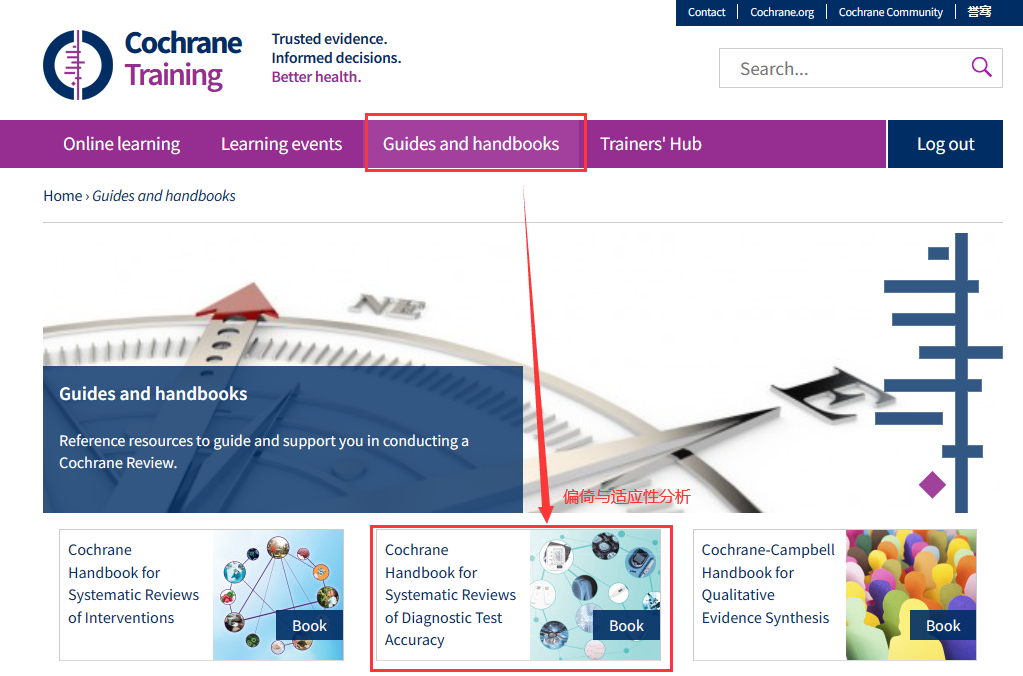 Contact
Cochrane.org
Cochrane Community
誉骞
Cochrane
Training
Trusted evidence.
Informed decisions.
Better health.
Search...
Online learning
Learning events
Guides and handbooks
Trainers' Hub
Log out
Home › Guides and handbooks
NE
E
Guides and handbooks
Reference resources to guide and support you in conducting a
Cochrane Review.
偏倚与适应性分析
Cochrane
Handbook for
Systematic Reviews
of Interventions
Book
Cochrane
Handbook for
Systematic Reviews
of Diagnostic Test
Accuracy
Book
Cochrane-Campbell
Handbook for
Qualitative
Evidence Synthesis
Book